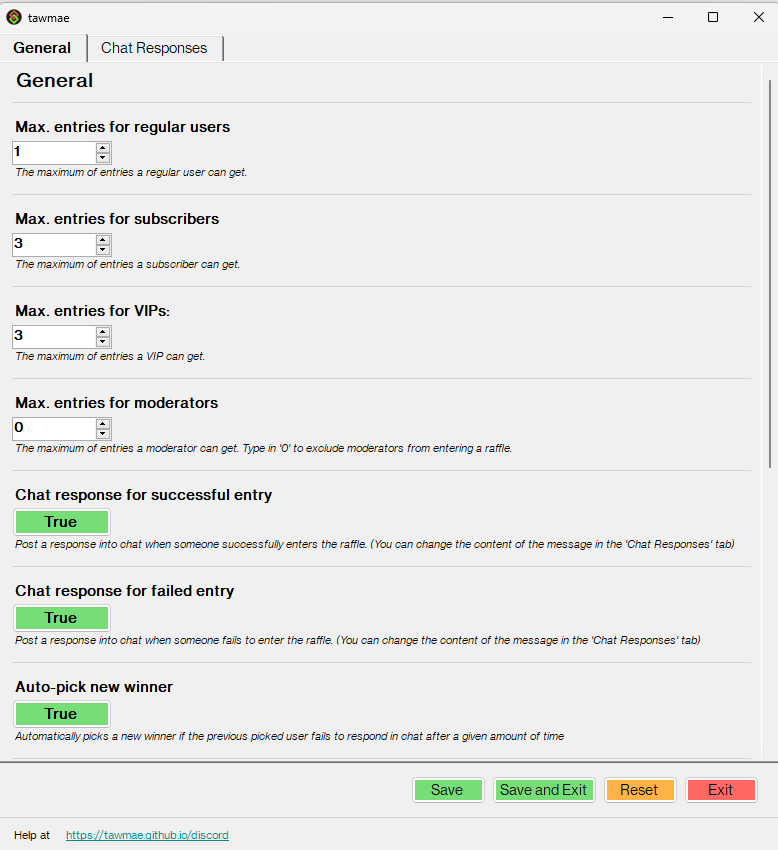 tawmae
General
Chat Responses
General
Max. entries for regular users
1
The maximum of entries a regular user can get.
Max. entries for subscribers
3
The maximum of entries a subscriber can get.
Max. entries for VIPs:
3
The maximum of entries a VIP can get.
Max. entries for moderators
0
The maximum of entries a moderator can get. Type in '0' to exclude moderators from entering a raffle.
Chat response for successful entry
True
Post a response into chat when someone successfully enters the raffle. (You can change the content of the message in the 'Chat Responses' tab)
Chat response for failed entry
True
Post a response into chat when someone fails to enter the raffle. (You can change the content of the message in the 'Chat Responses' tab)
Auto-pick new winner
True
Automatically picks a new winner if the previous picked user fails to respond in chat after a given amount of time
Save
Save and Exit
Reset
Exit
Help at
https://tawmae.github.io/discord